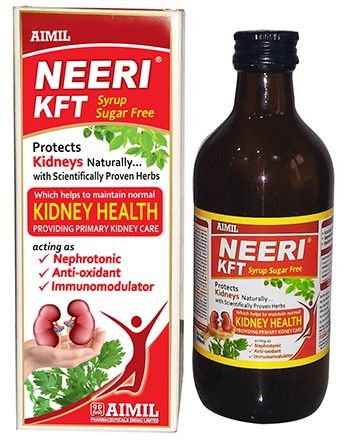 AIMIL
NEERI®
KFT Syrup
Sugar Free
Protects
Kidneys Naturally...
with Scientifically Proven Herbs
Which helps to maintain normal
KIDNEY HEALTH
PROVIDING PRIMARY KIDNEY CARE
acting as
✓ Nephrotonic
✓ Anti-oxidant
✓ Immunomodulator
AIMIL
PHARMACEUTICALS (INDIA) LIMITED
AIMIL
NEERI®
KFT Syrup Sugar Free
Protects
Kidneys Naturally...
with Scientifically Proven Herbs
Which helps to maintain normal
KIDNEY HEALTH
PROVIDING PRIMARY KIDNEY CARE
acting as
✓ Nephrotonic
✓ Anti-oxidant
✓ Immunomodulator